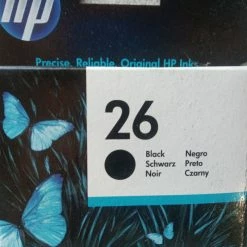 hp
Precise, Reliable, Original HP Inks
26
Black Negro
Schwarz Preto
Noir Czarny